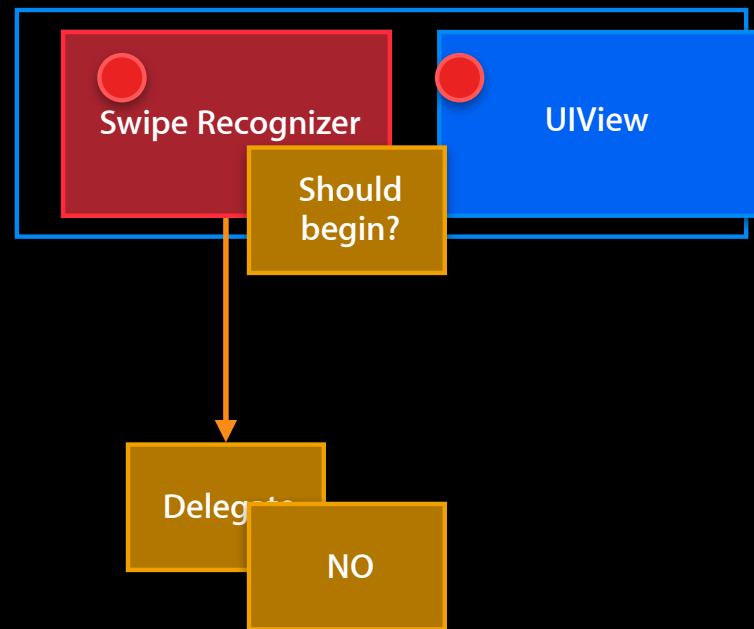 Swipe Recognizer
UIView
Should
begin?
Delegate
NO